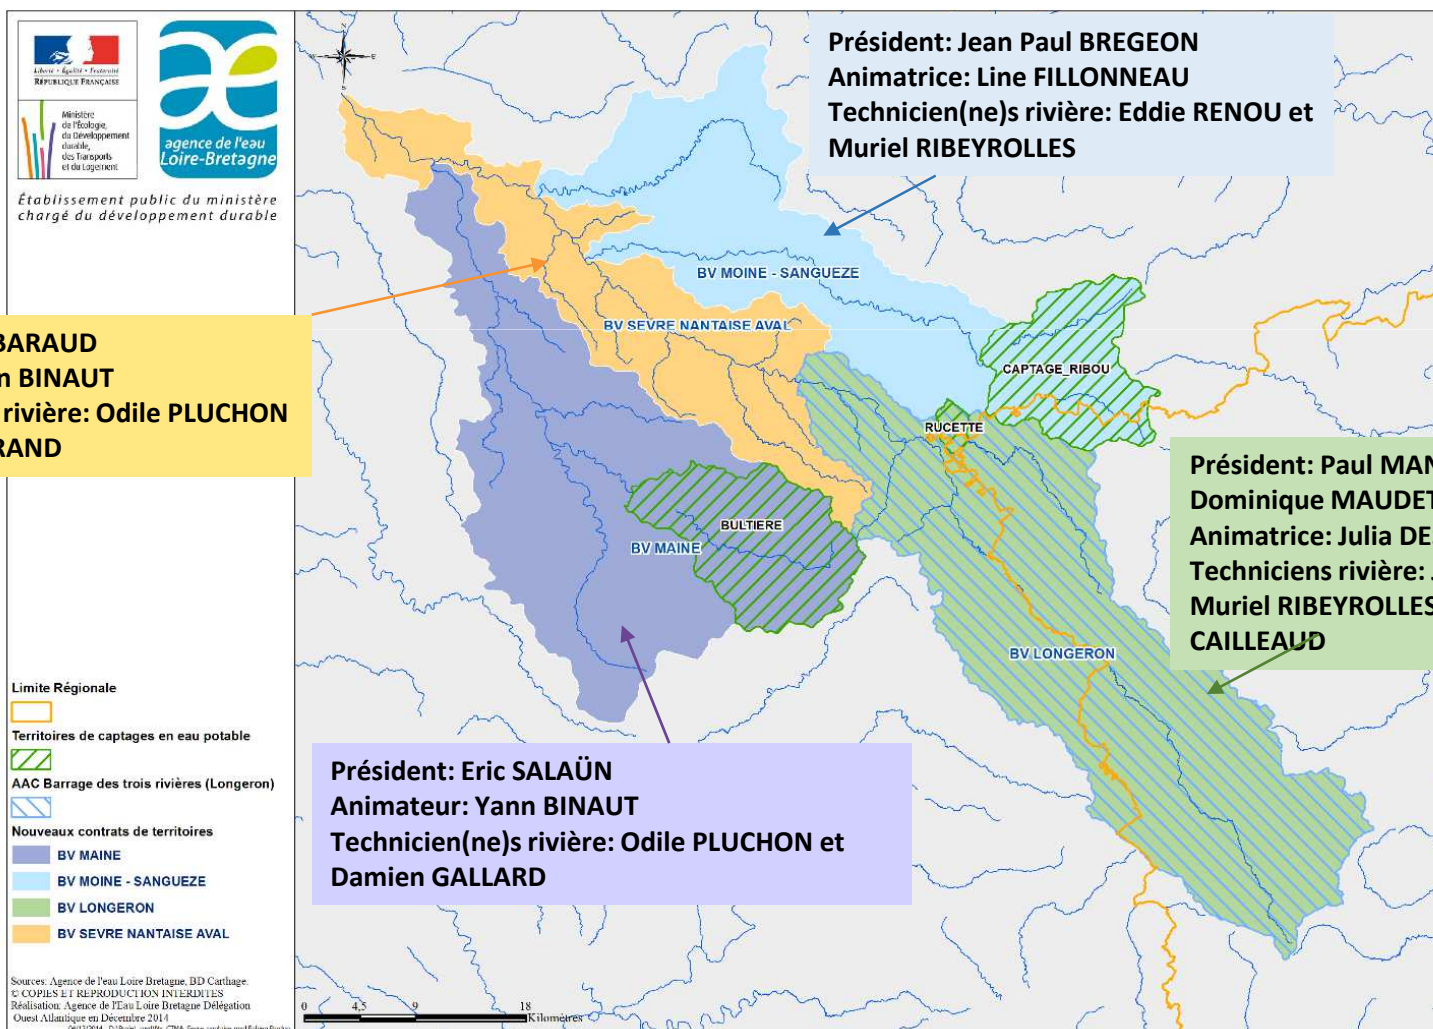 Liberté • Égalité • Fraternité
RÉPUBLIQUE FRANÇAISE
Ministère
de l'Écologie,
du Développement
durable,
des Transports
et du Logement
agence de l'eau
Loire-Bretagne
Établissement public du ministère
chargé du développement durable
N
E
S
Président: Jean Paul BREGEON
Animatrice: Line FILLONNEAU
Technicien(ne)s rivière: Eddie RENOU et
Muriel RIBEYROLLES
BV MOINE - SANGUEZE
BV SEVRE NANTAISE AVAL
CAPTAGE_RIBOU
RUCETTE
BULTIERE
BV MAINE
BV LONGERON
BARAUD
n BINAUT
rivière: Odile PLUCHON
RAND
Président: Paul MAN
Dominique MAUDET
Animatrice: Julia DE
Techniciens rivière:
Muriel RIBEYROLLES
CAILLEAUD
Président: Eric SALAÜN
Animateur: Yann BINAUT
Technicien(ne)s rivière: Odile PLUCHON et
Damien GALLARD
Limite Régionale
Territoires de captages en eau potable
AAC Barrage des trois rivières (Longeron)
Nouveaux contrats de territoires
BV MAINE
BV MOINE - SANGUEZE
BV LONGERON
BV SEVRE NANTAISE AVAL
Sources: Agence de l'eau Loire Bretagne, BD Carthage.
© COPIES ET REPRODUCTION INTERDITES
Réalisation: Agence de l'Eau Loire Bretagne Délégation
Ouest Atlantique en Décembre 2014
0 4,5 9 18
Kilomètres